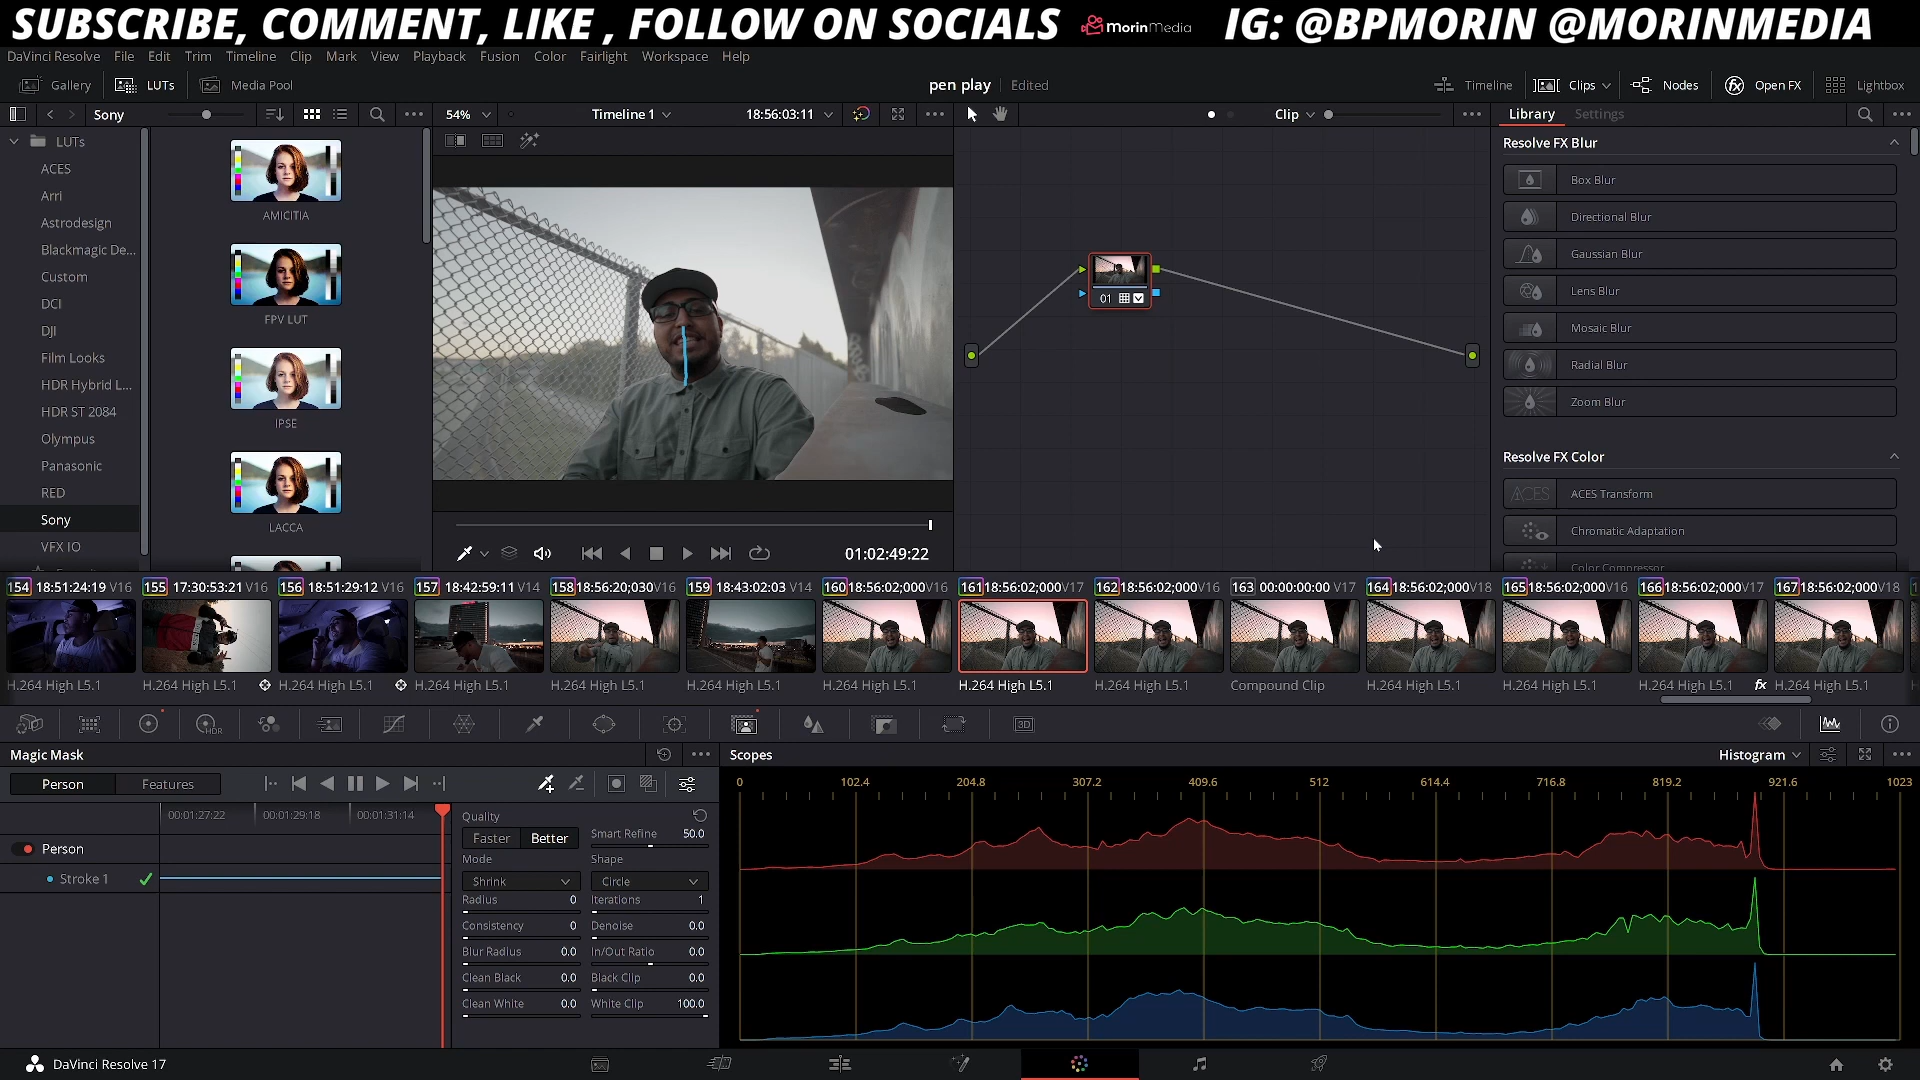 SUBSCRIBE, COMMENT, LIKE , FOLLOW ON SOCIALS morinMedia IG: @BPMORIN @MORINMEDIA
DaVinci Resolve File Edit Trim Timeline Clip Mark View Playback Fusion Color Fairlight Workspace Help
Gallery LUTs Media Pool pen play Edited Timeline Clips Nodes Open FX Lightbox
Sony 54% Timeline 1 18:56:03:11 Clip Library Settings
LUTs
ACES
Arri
Astrodesign
Blackmagic De...
Custom
DCI
DJI
Film Looks
HDR Hybrid L...
HDR ST 2084
Olympus
Panasonic
RED
Sony
VFX IO
AMICITIA
FPV LUT
IPSE
LACCA
01:02:49:22
01
Resolve FX Blur
Box Blur
Directional Blur
Gaussian Blur
Lens Blur
Mosaic Blur
Radial Blur
Zoom Blur
Resolve FX Color
ACES Transform
Chromatic Adaptation
Color Compressor
154 18:51:24:19 V16 155 17:30:53:21 V16 156 18:51:29:12 V16 157 18:42:59:11 V14 158 18:56:20;030 V16 159 18:43:02:03 V14 160 18:56:02;000 V16 161 18:56:02;000 V17 162 18:56:02;000 V16 163 00:00:00:00 V17 164 18:56:02;000 V18 165 18:56:02;000 V16 166 18:56:02;000 V17 167 18:56:02;000 V18
H.264 High L5.1 H.264 High L5.1 H.264 High L5.1 H.264 High L5.1 H.264 High L5.1 H.264 High L5.1 H.264 High L5.1 H.264 High L5.1 H.264 High L5.1 Compound Clip H.264 High L5.1 H.264 High L5.1 H.264 High L5.1 fx H.264 High L5.1
HDR 3D
Magic Mask
Person Features
00:01:27:22 00:01:29:18 00:01:31:14
Person
Stroke 1
Quality
Faster Better Smart Refine 50.0
Mode Shape
Shrink Circle
Radius 0 Iterations 1
Consistency 0 Denoise 0.0
Blur Radius 0.0 In/Out Ratio 0.0
Clean Black 0.0 Black Clip 0.0
Clean White 0.0 White Clip 100.0
Scopes Histogram
0 102.4 204.8 307.2 409.6 512 614.4 716.8 819.2 921.6 1023
DaVinci Resolve 17